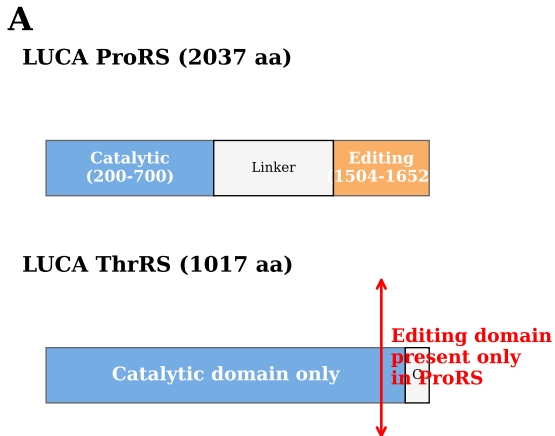 A
LUCA ProRS (2037 aa)
Catalytic
(200-700)
Linker
Editing
(1504-1652
LUCA ThrRS (1017 aa)
Catalytic domain only
C
Editing domain
present only
in ProRS